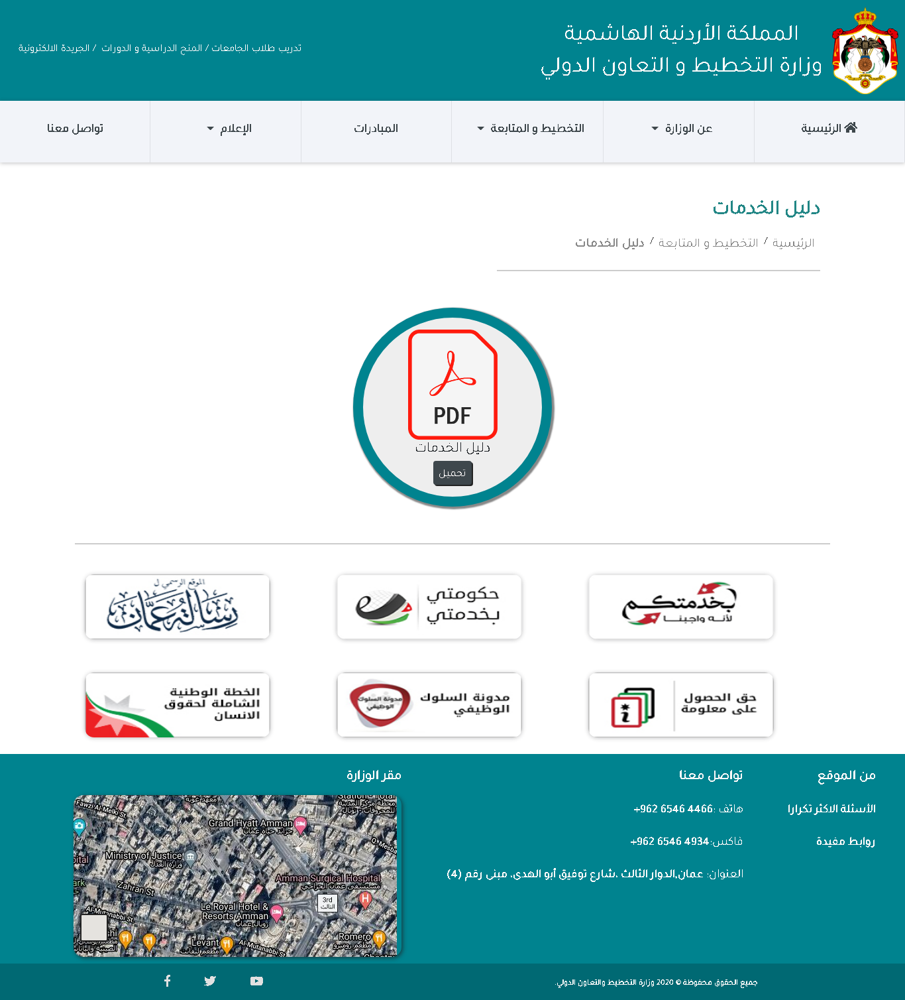 المملكة الأردنية الهاشمية
وزارة التخطيط و التعاون الدولي
تدريب طلاب الجامعات / المنح الدراسية و الدورات / الجريدة الالكترونية
الرئيسية
عن الوزارة
التخطيط و المتابعة
المبادرات
الإعلام
تواصل معنا
دليل الخدمات
الرئيسية / التخطيط و المتابعة / دليل الخدمات
PDF
دليل الخدمات
تحميل
بخدمتكم
لأنه واجبنا
حكومتي
بخدمتي
الموقع الرسمي ل
رسالة عمان
حق الحصول
على معلومة
مدونة السلوك
الوظيفي
مدونة السلوك
الوظيفي
الخطة الوطنية
الشاملة لحقوق
الانسان
من الموقع
الأسئلة الاكثر تكرارا
روابط مفيدة
تواصل معنا
هاتف :+962 6546 4466
فاكس:+962 6546 4934
العنوان: عمان,الدوار الثالث ،شارع توفيق أبو الهدى، مبنى رقم (4)
مقر الوزارة
محطة مركز المدينة
للمحروقات - توتال
Fawzi Al-Melki St.
Grand Hyatt Amman
جراند حياة عمان
Ministry of Justice
وزارة العدل
Zahran St
Amman Surgical Hospital
مستشفى عمان الجراحي
3rd
الثالث
Le Royal Hotel &
Resorts Amman
رويال عمان
Al-Mutanabbi St.
Levant
مطعم ليفانت
Al-Mutanabbi St.
Romero
مطعم روميرو
جميع الحقوق محفوظة © 2020 وزارة التخطيط والتعاون الدولي.